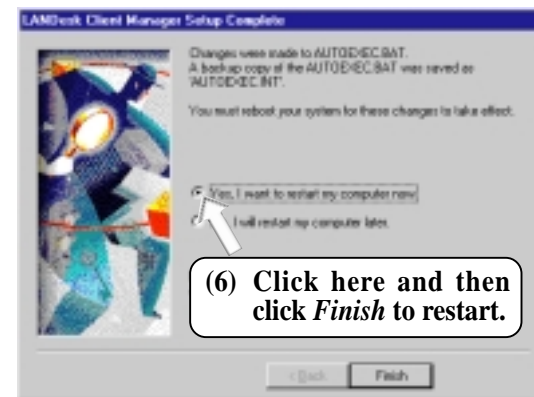 LANDesk Client Manager Setup Complete
Changes were made to AUTOEXEC.BAT.
A backup copy of the AUTOEXEC.BAT was saved as
'AUTOEXEC.INT'.
You must reboot your system for these changes to take effect.
Yes, I want to restart my computer now.
I will restart my computer later.
(6) Click here and then
click Finish to restart.
< Back
Finish